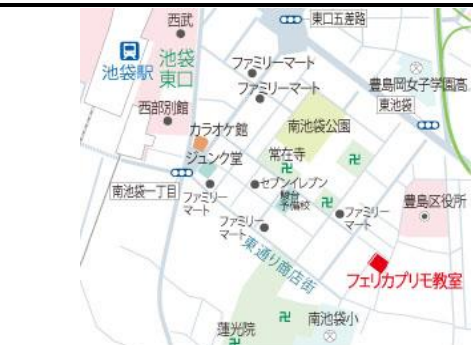 西武
東口五差路
池袋駅
池袋
東口
ファミリーマート
ファミリーマート
豊島岡女子学園高
東池袋
西部別館
カラオケ館
南池袋公園
ジュンク堂
常在寺
南池袋一丁目
ファミリー
マート
セブンイレブン
駿台
予備校
ファミリー
マート
豊島区役所
ファミリー
マート
東通り商店街
フェリカプリモ教室
蓮光院
南池袋小